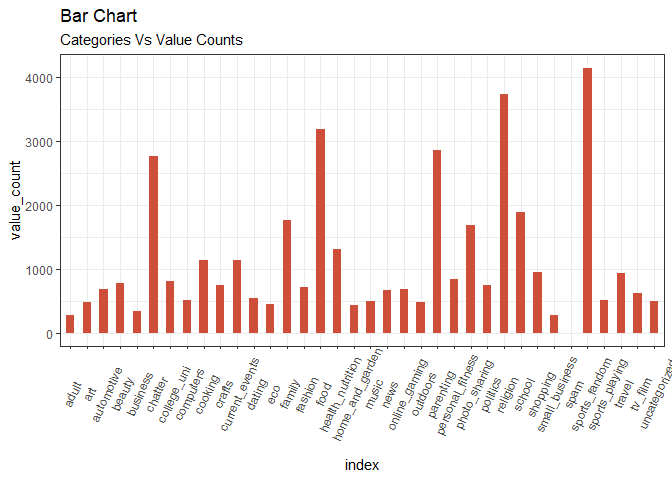 Bar Chart
Categories Vs Value Counts
value_count
4000
3000
2000
1000
0
adult
art
automotive
beauty
business
chatter
college_uni
computers
cooking
crafts
current_events
dating
eco
family
fashion
food
health_nutrition
home_and_garden
music
news
online_gaming
outdoors
parenting
personal_fitness
photo_sharing
politics
religion
school
shopping
small_business
spam
sports_fandom
sports_playing
travel
tv_film
uncategorized
index